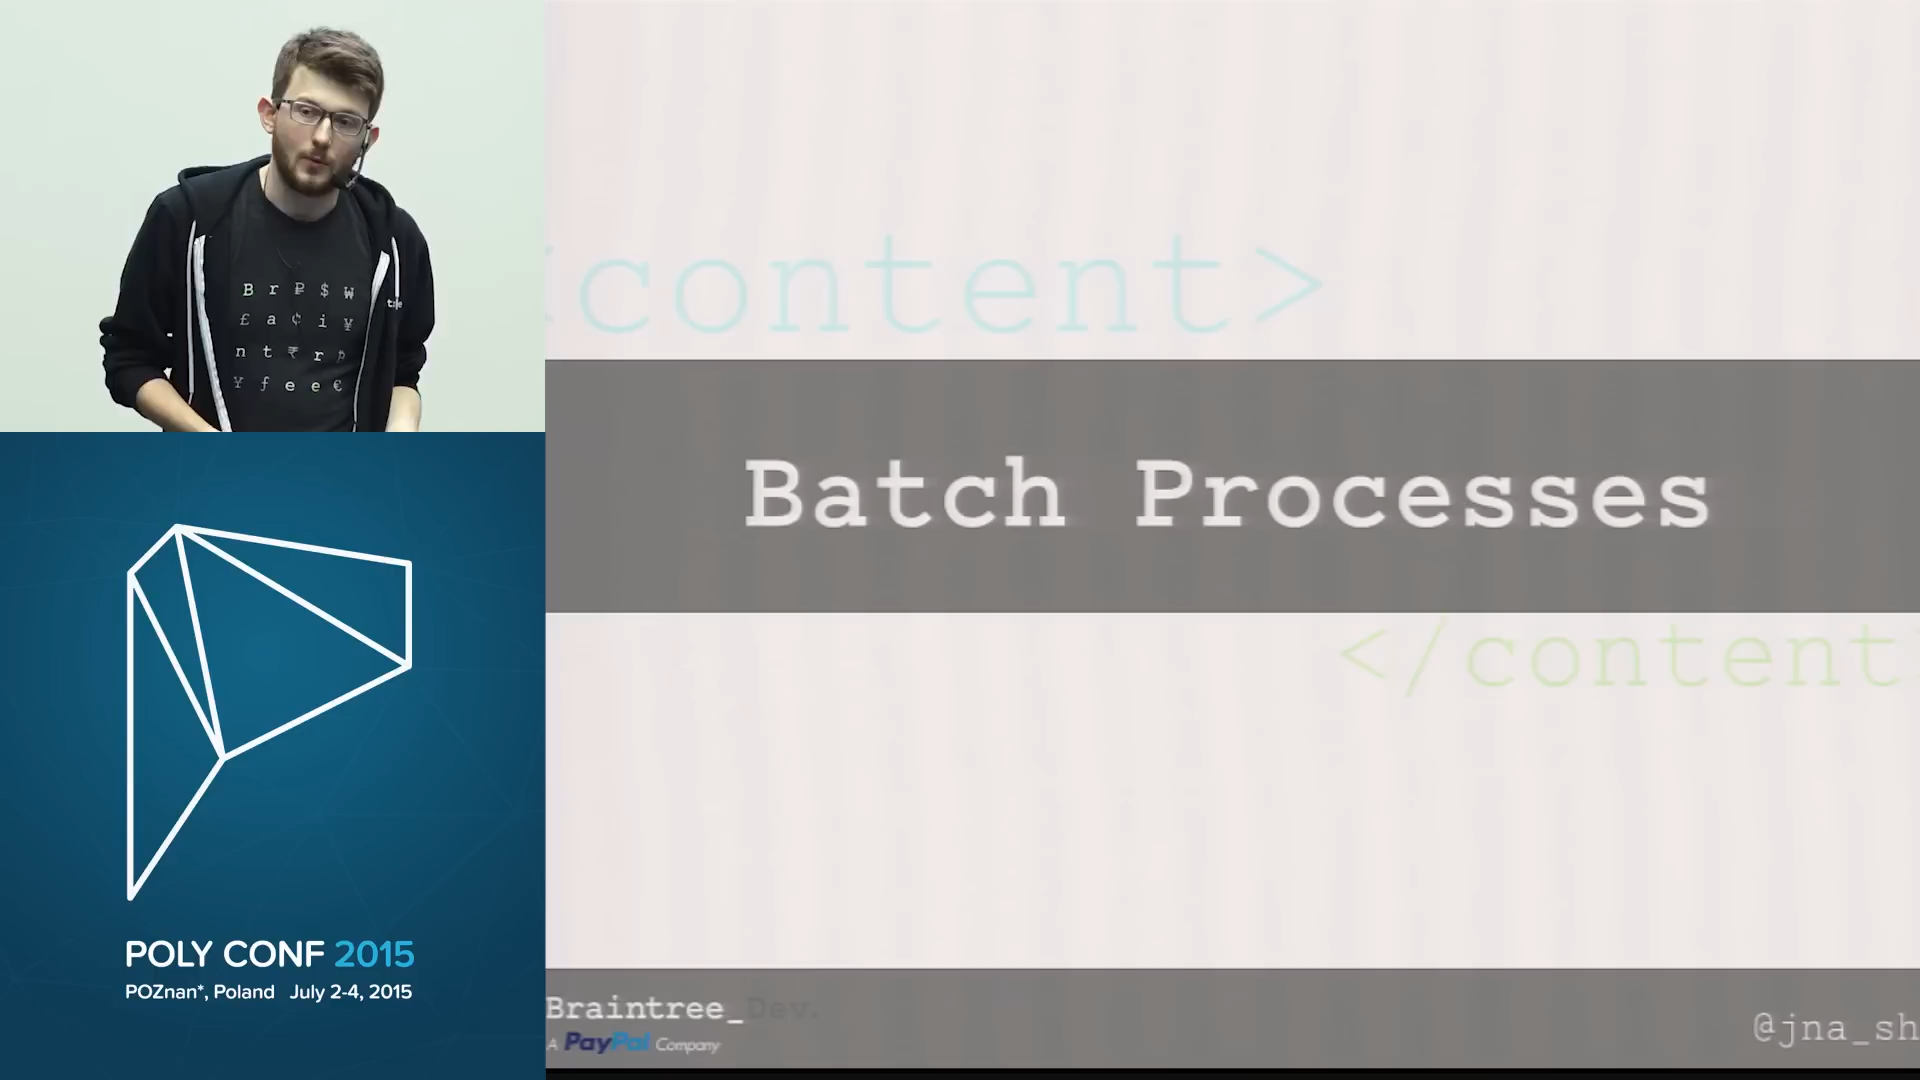 B r ₽ $ ₩
£ a ₵ i ¥
n t ₹ r
¥ f e e €
<content>
Batch Processes
</content>
Braintree_Dev.
A PayPal Company
@jna_sh
POLY CONF 2015
POZnan*, Poland July 2-4, 2015